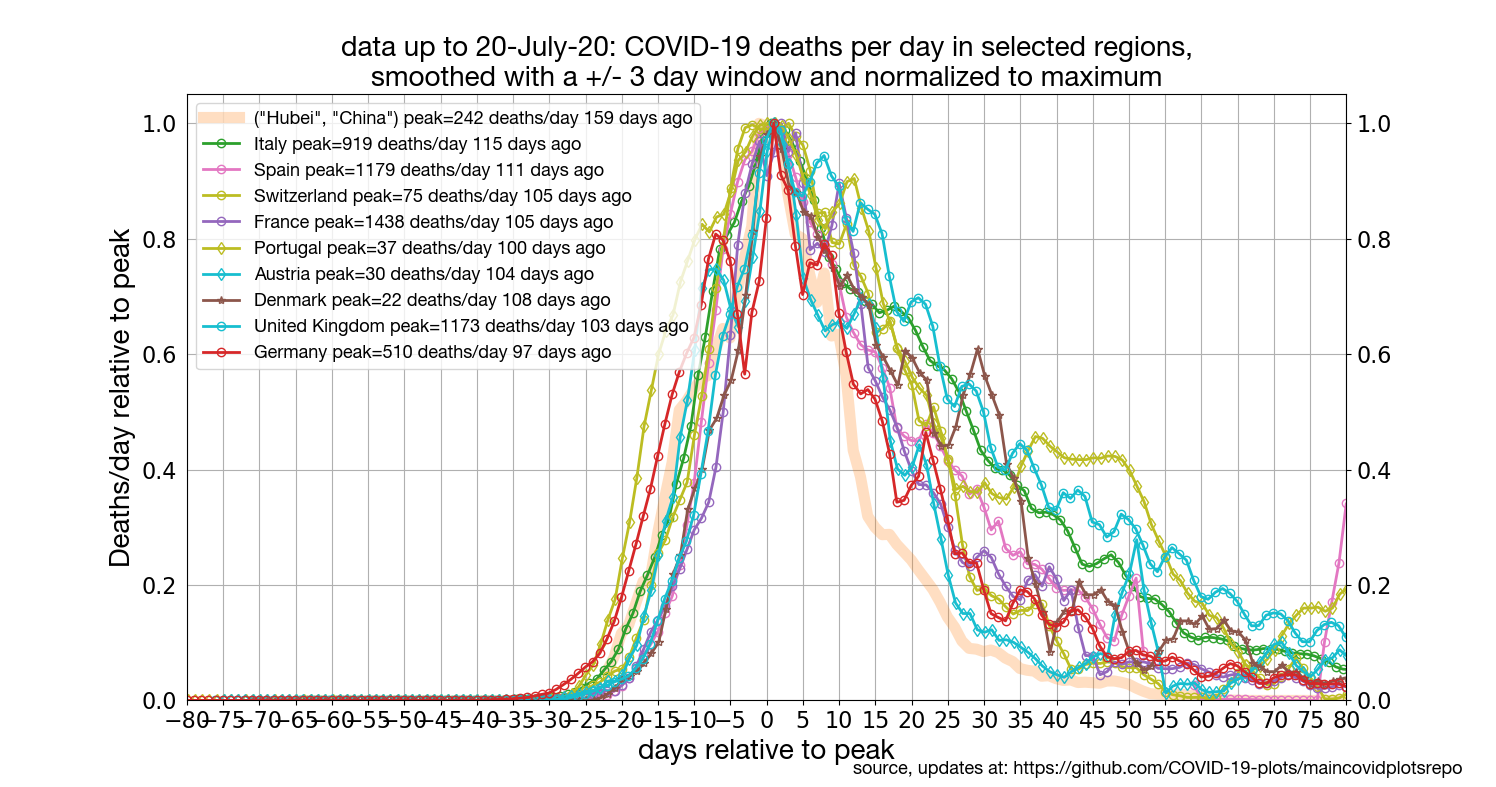 data up to 20-July-20: COVID-19 deaths per day in selected regions,
smoothed with a +/- 3 day window and normalized to maximum
("Hubei", "China") peak=242 deaths/day 159 days ago
Italy peak=919 deaths/day 115 days ago
Spain peak=1179 deaths/day 111 days ago
Switzerland peak=75 deaths/day 105 days ago
France peak=1438 deaths/day 105 days ago
Portugal peak=37 deaths/day 100 days ago
Austria peak=30 deaths/day 104 days ago
Denmark peak=22 deaths/day 108 days ago
United Kingdom peak=1173 deaths/day 103 days ago
Germany peak=510 deaths/day 97 days ago
Deaths/day relative to peak
1.0 1.0
0.8 0.8
0.6 0.6
0.4 0.4
0.2 0.2
0.0 0.0
−80 −75 −70 −65 −60 −55 −50 −45 −40 −35 −30 −25 −20 −15 −10 −5 0 5 10 15 20 25 30 35 40 45 50 55 60 65 70 75 80
days relative to peak
source, updates at: https://github.com/COVID-19-plots/maincovidplotsrepo